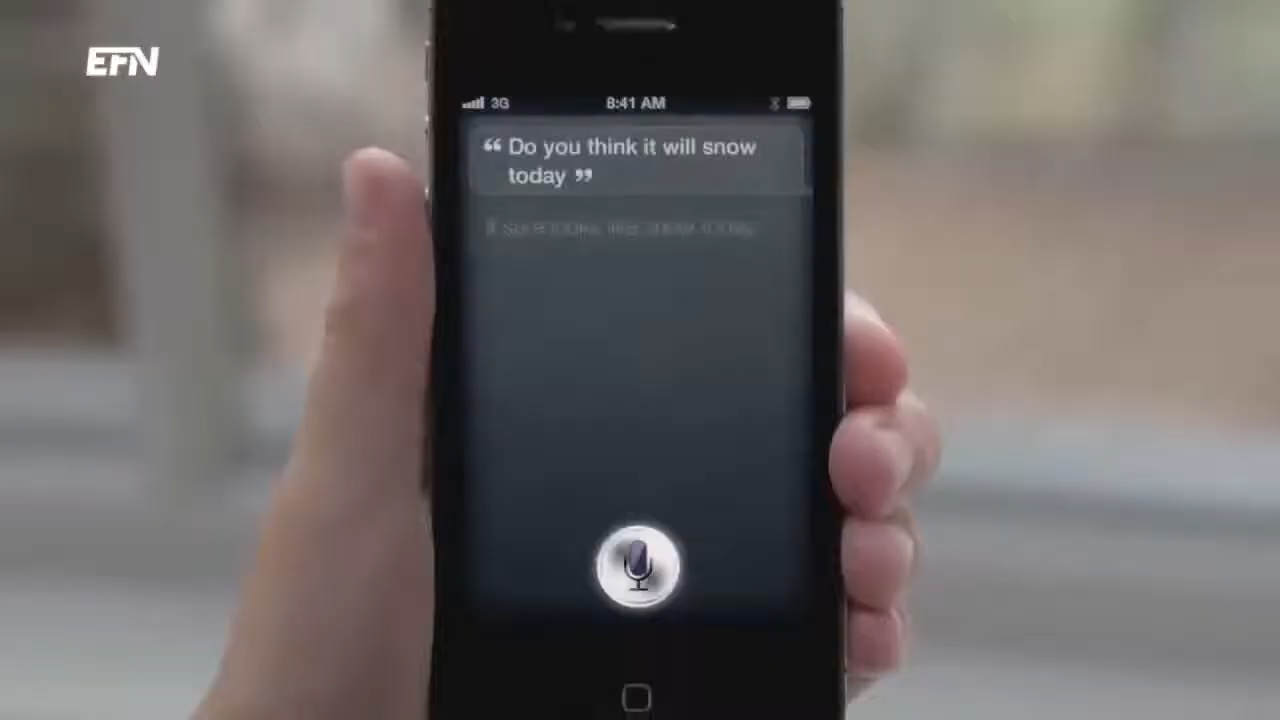 EFN
3G 8:41 AM
“ Do you think it will snow
today ”